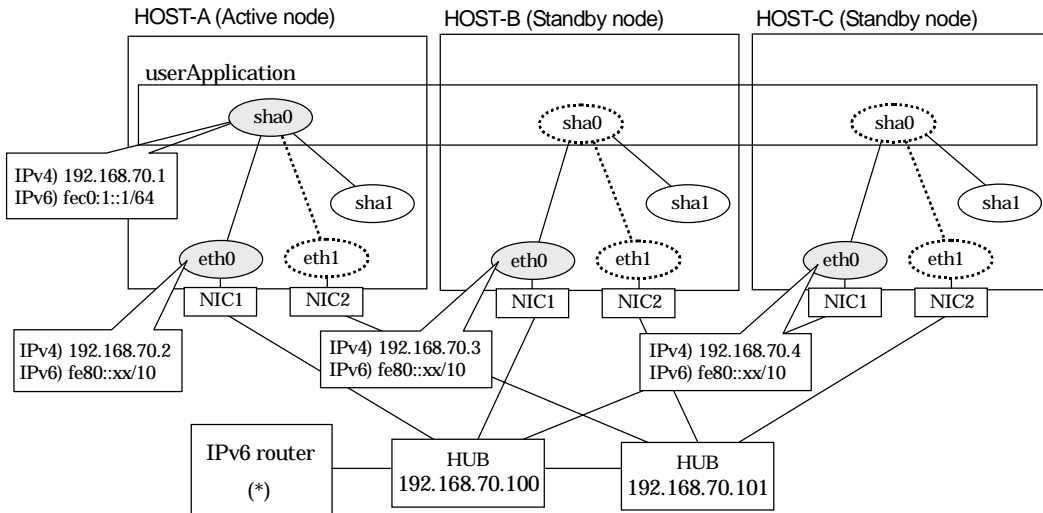 HOST-A (Active node)
HOST-B (Standby node)
HOST-C (Standby node)
userApplication
sha0
sha0
sha0
IPv4) 192.168.70.1
IPv6) fec0:1::1/64
sha1
sha1
sha1
eth0
eth1
eth0
eth1
eth0
eth1
NIC1
NIC2
NIC1
NIC2
NIC1
NIC2
IPv4) 192.168.70.2
IPv6) fe80::xx/10
IPv4) 192.168.70.3
IPv6) fe80::xx/10
IPv4) 192.168.70.4
IPv6) fe80::xx/10
IPv6 router
(*)
HUB
192.168.70.100
HUB
192.168.70.101